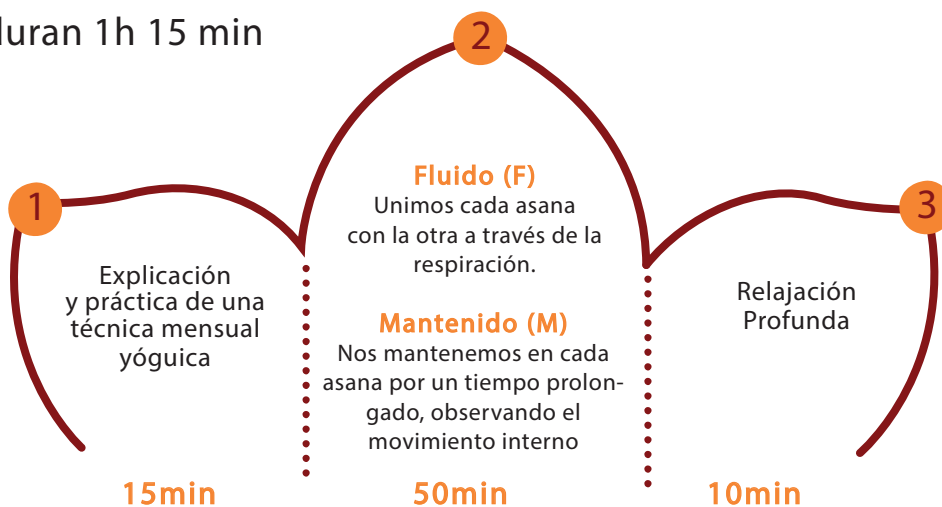 duran 1h 15 min
2
1
3
Explicación
y práctica de una
técnica mensual
yóguica
Fluido (F)
Unimos cada asana
con la otra a través de la
respiración.
Mantenido (M)
Nos mantenemos en cada
asana por un tiempo prolon-
gado, observando el
movimiento interno
Relajación
Profunda
15min
50min
10min